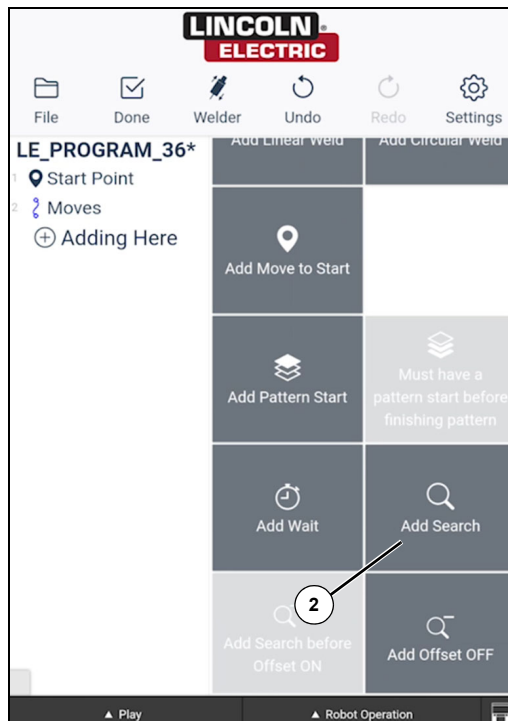 LINCOLN
ELECTRIC
File
Done
Welder
Undo
Redo
Settings
LE_PROGRAM_36*
1 Start Point
2 Moves
Adding Here
Add Linear Weld
Add Circular Weld
Add Move to Start
Add Pattern Start
Must have a
pattern start before
finishing pattern
Add Wait
Add Search
2
Add Search before
Offset ON
Add Offset OFF
▲ Play
▲ Robot Operation